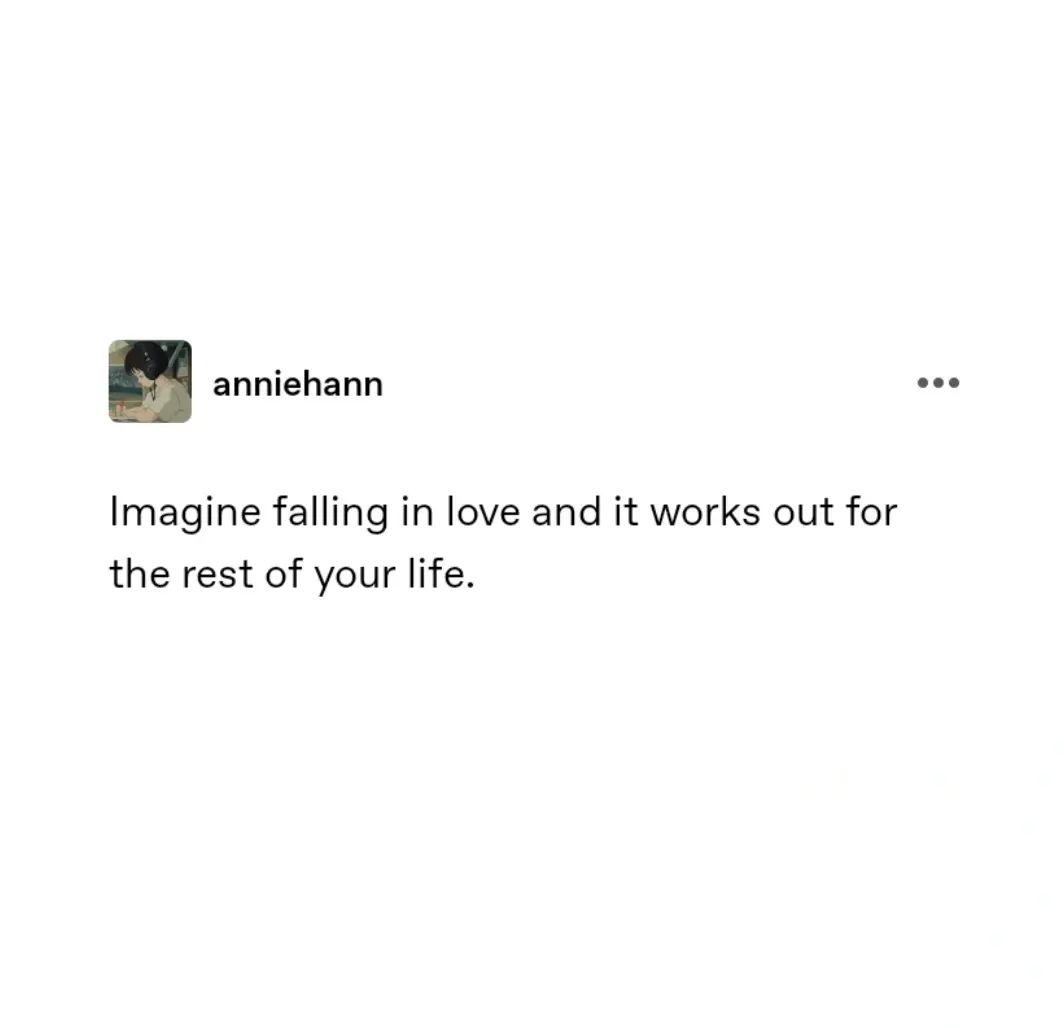 anniehann
Imagine falling in love and it works out for
the rest of your life.